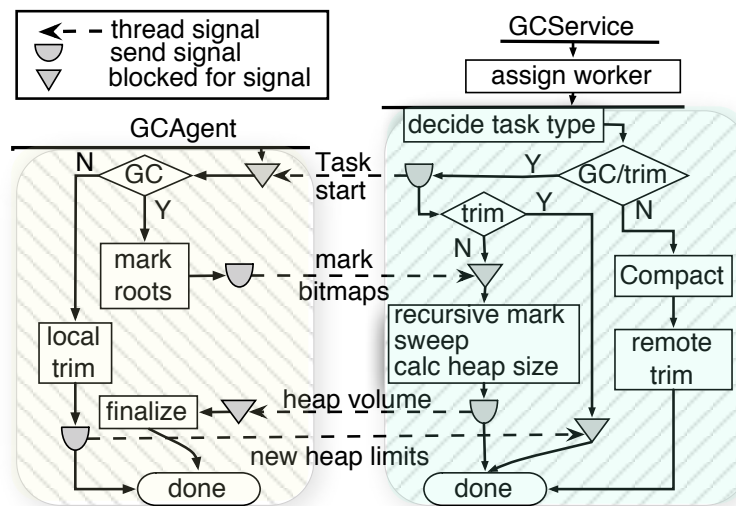 thread signal
send signal
blocked for signal
GCService
assign worker
decide task type
GCAgent
N
GC
Task
start
Y
GC/trim
trim
Y
Y
N
N
mark
roots
mark
bitmaps
Compact
recursive mark
sweep
calc heap size
local
trim
remote
trim
finalize
heap volume
new heap limits
done
done